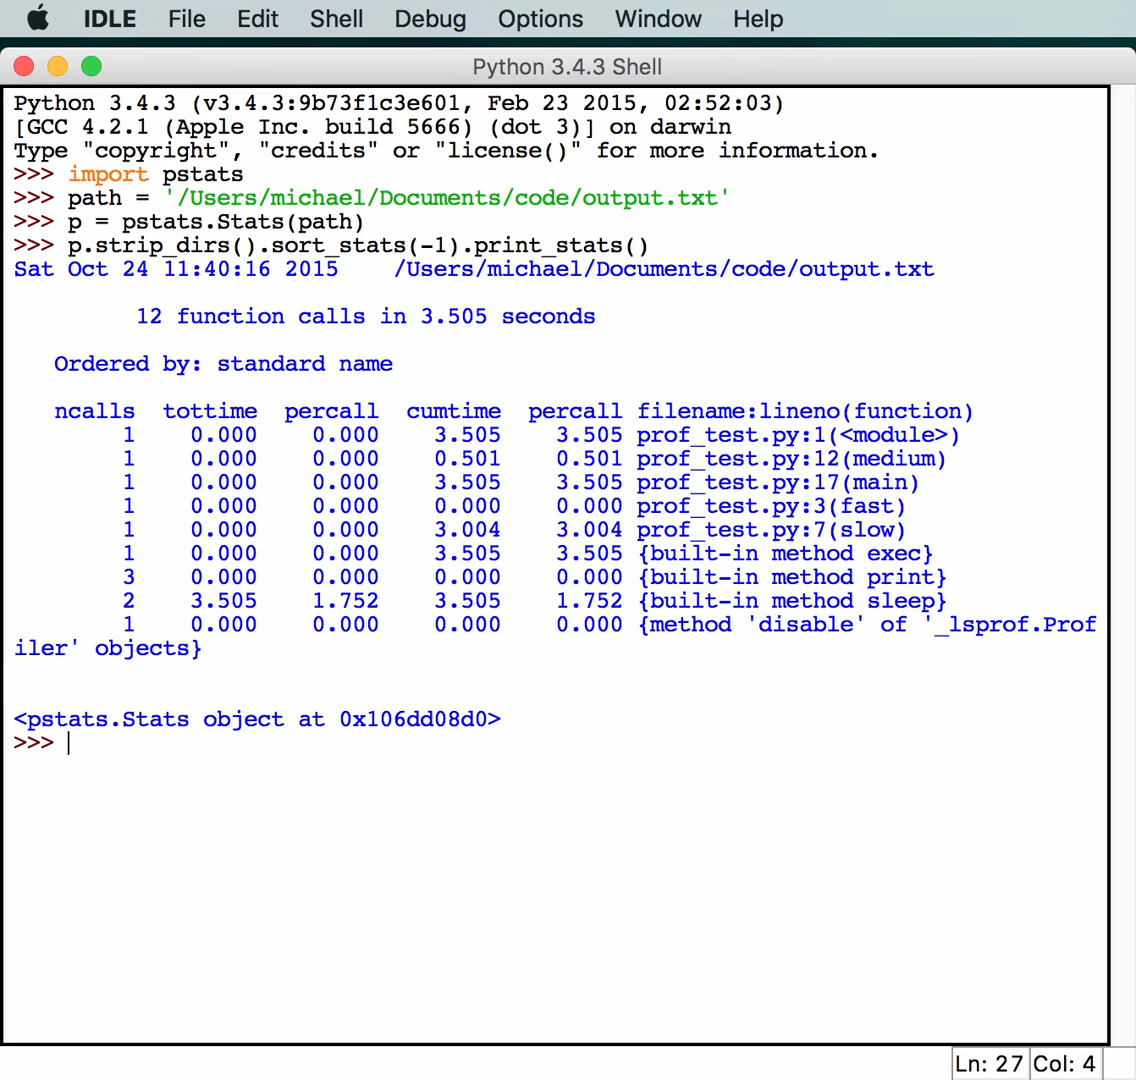 IDLE File Edit Shell Debug Options Window Help
Python 3.4.3 Shell
Python 3.4.3 (v3.4.3:9b73f1c3e601, Feb 23 2015, 02:52:03)
[GCC 4.2.1 (Apple Inc. build 5666) (dot 3)] on darwin
Type "copyright", "credits" or "license()" for more information.
>>> import pstats
>>> path = '/Users/michael/Documents/code/output.txt'
>>> p = pstats.Stats(path)
>>> p.strip_dirs().sort_stats(-1).print_stats()
Sat Oct 24 11:40:16 2015    /Users/michael/Documents/code/output.txt
         12 function calls in 3.505 seconds
   Ordered by: standard name
   ncalls  tottime  percall  cumtime  percall filename:lineno(function)
        1    0.000    0.000    3.505    3.505 prof_test.py:1(<module>)
        1    0.000    0.000    0.501    0.501 prof_test.py:12(medium)
        1    0.000    0.000    3.505    3.505 prof_test.py:17(main)
        1    0.000    0.000    0.000    0.000 prof_test.py:3(fast)
        1    0.000    0.000    3.004    3.004 prof_test.py:7(slow)
        1    0.000    0.000    3.505    3.505 {built-in method exec}
        3    0.000    0.000    0.000    0.000 {built-in method print}
        2    3.505    1.752    3.505    1.752 {built-in method sleep}
        1    0.000    0.000    0.000    0.000 {method 'disable' of '_lsprof.Prof
iler' objects}
<pstats.Stats object at 0x106dd08d0>
>>>
Ln: 27 Col: 4